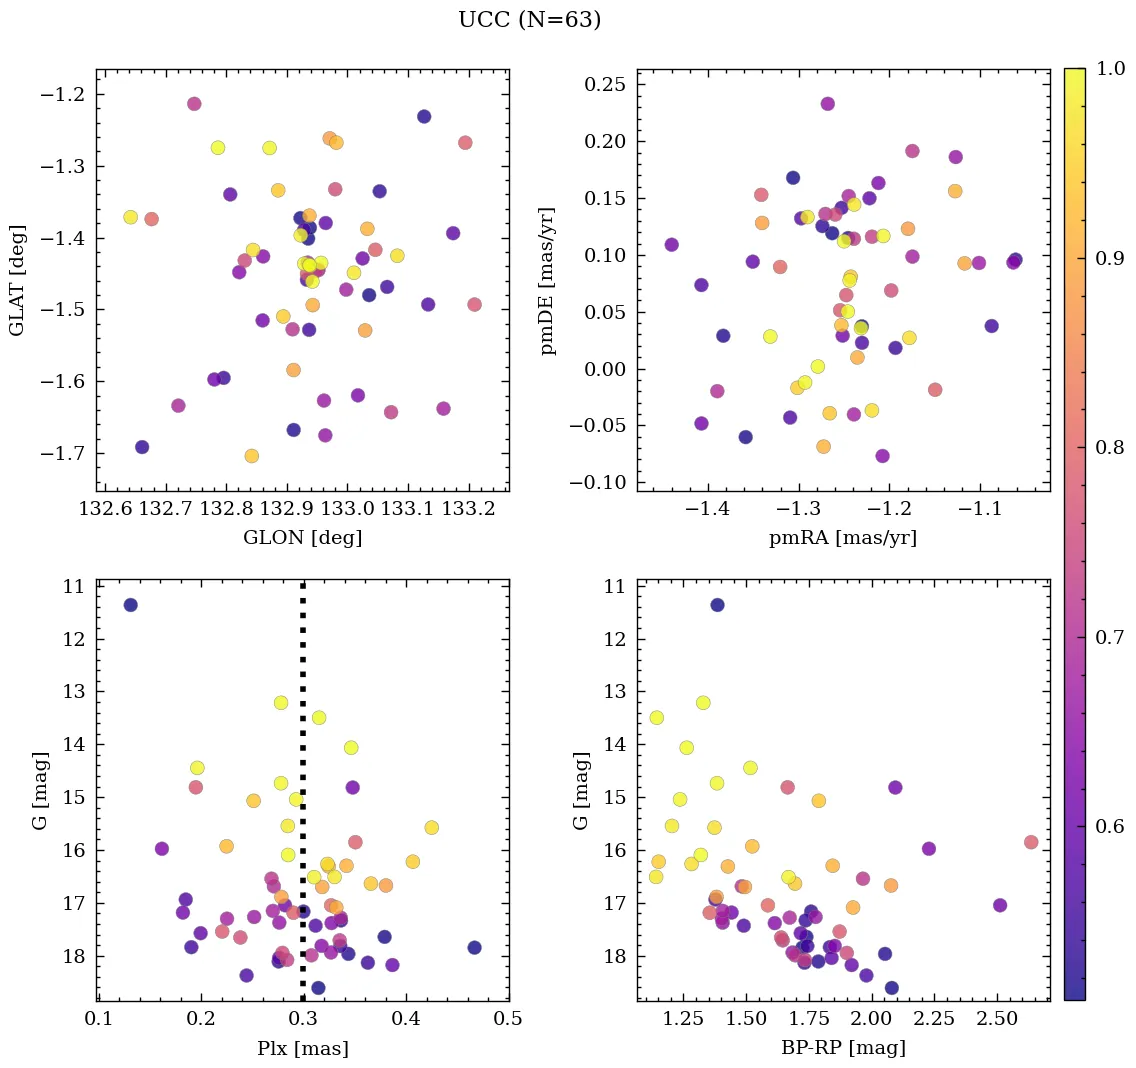 UCC (N=63)
−1.2
−1.3
−1.4
−1.5
−1.6
−1.7
GLAT [deg]
132.6 132.7 132.8 132.9 133.0 133.1 133.2
GLON [deg]
0.25
0.20
0.15
0.10
0.05
0.00
−0.05
−0.10
pmDE [mas/yr]
−1.4 −1.3 −1.2 −1.1
pmRA [mas/yr]
1.0
0.9
0.8
0.7
0.6
11
12
13
14
15
16
17
18
G [mag]
0.1 0.2 0.3 0.4 0.5
Plx [mas]
11
12
13
14
15
16
17
18
G [mag]
1.25 1.50 1.75 2.00 2.25 2.50
BP-RP [mag]